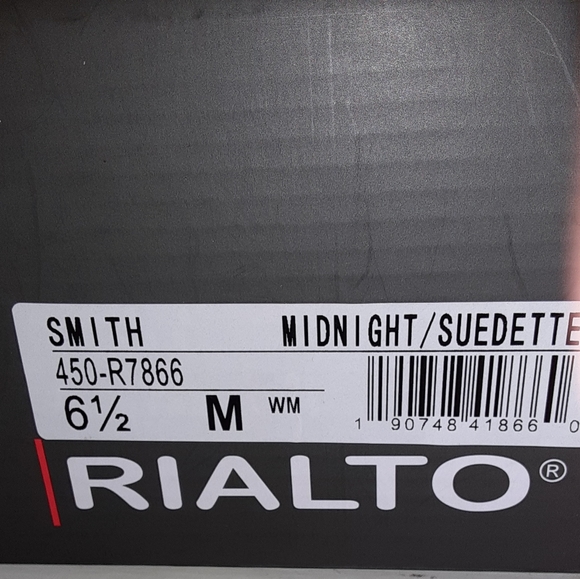 SMITH MIDNIGHT/SUEDETTE
450-R7866
6½ M WM
1 90748 41866 0
RIALTO®